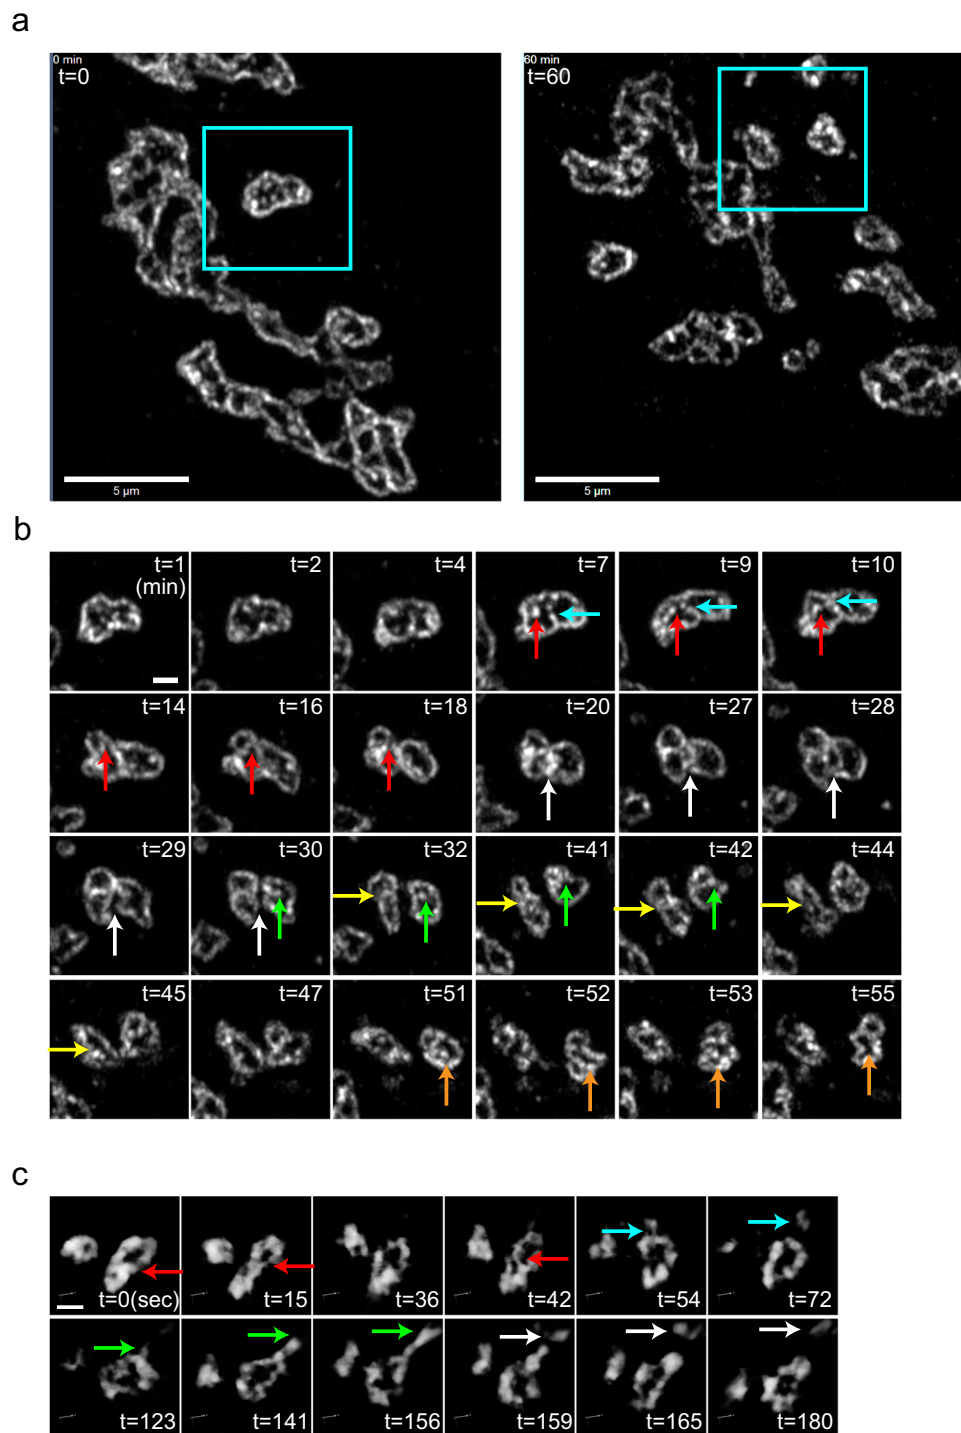 a
0 min
t=0
60 min
t=60
5 µm
5 µm
b
t=1
(min)
t=2
t=4
t=7
t=9
t=10
t=14
t=16
t=18
t=20
t=27
t=28
t=29
t=30
t=32
t=41
t=42
t=44
t=45
t=47
t=51
t=52
t=53
t=55
c
t=0(sec)
t=15
t=36
t=42
t=54
t=72
t=123
t=141
t=156
t=159
t=165
t=180